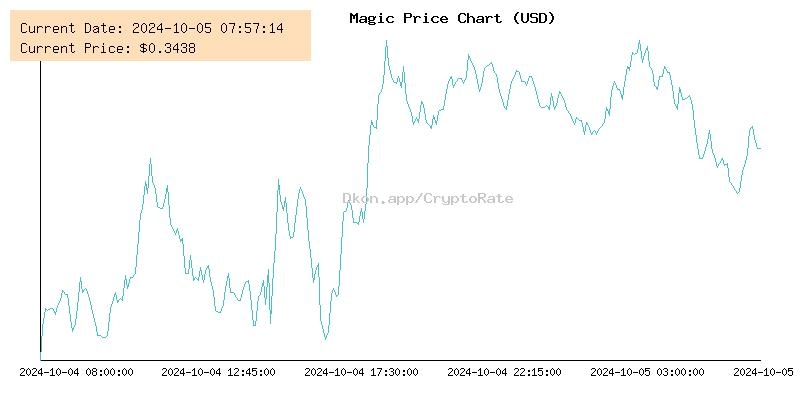 Magic Price Chart (USD)
Current Date: 2024-10-05 07:57:14
Current Price: $0.3438
Dkon.app/CryptoRate
2024-10-04 08:00:00 2024-10-04 12:45:00 2024-10-04 17:30:00 2024-10-04 22:15:00 2024-10-05 03:00:00 2024-10-05